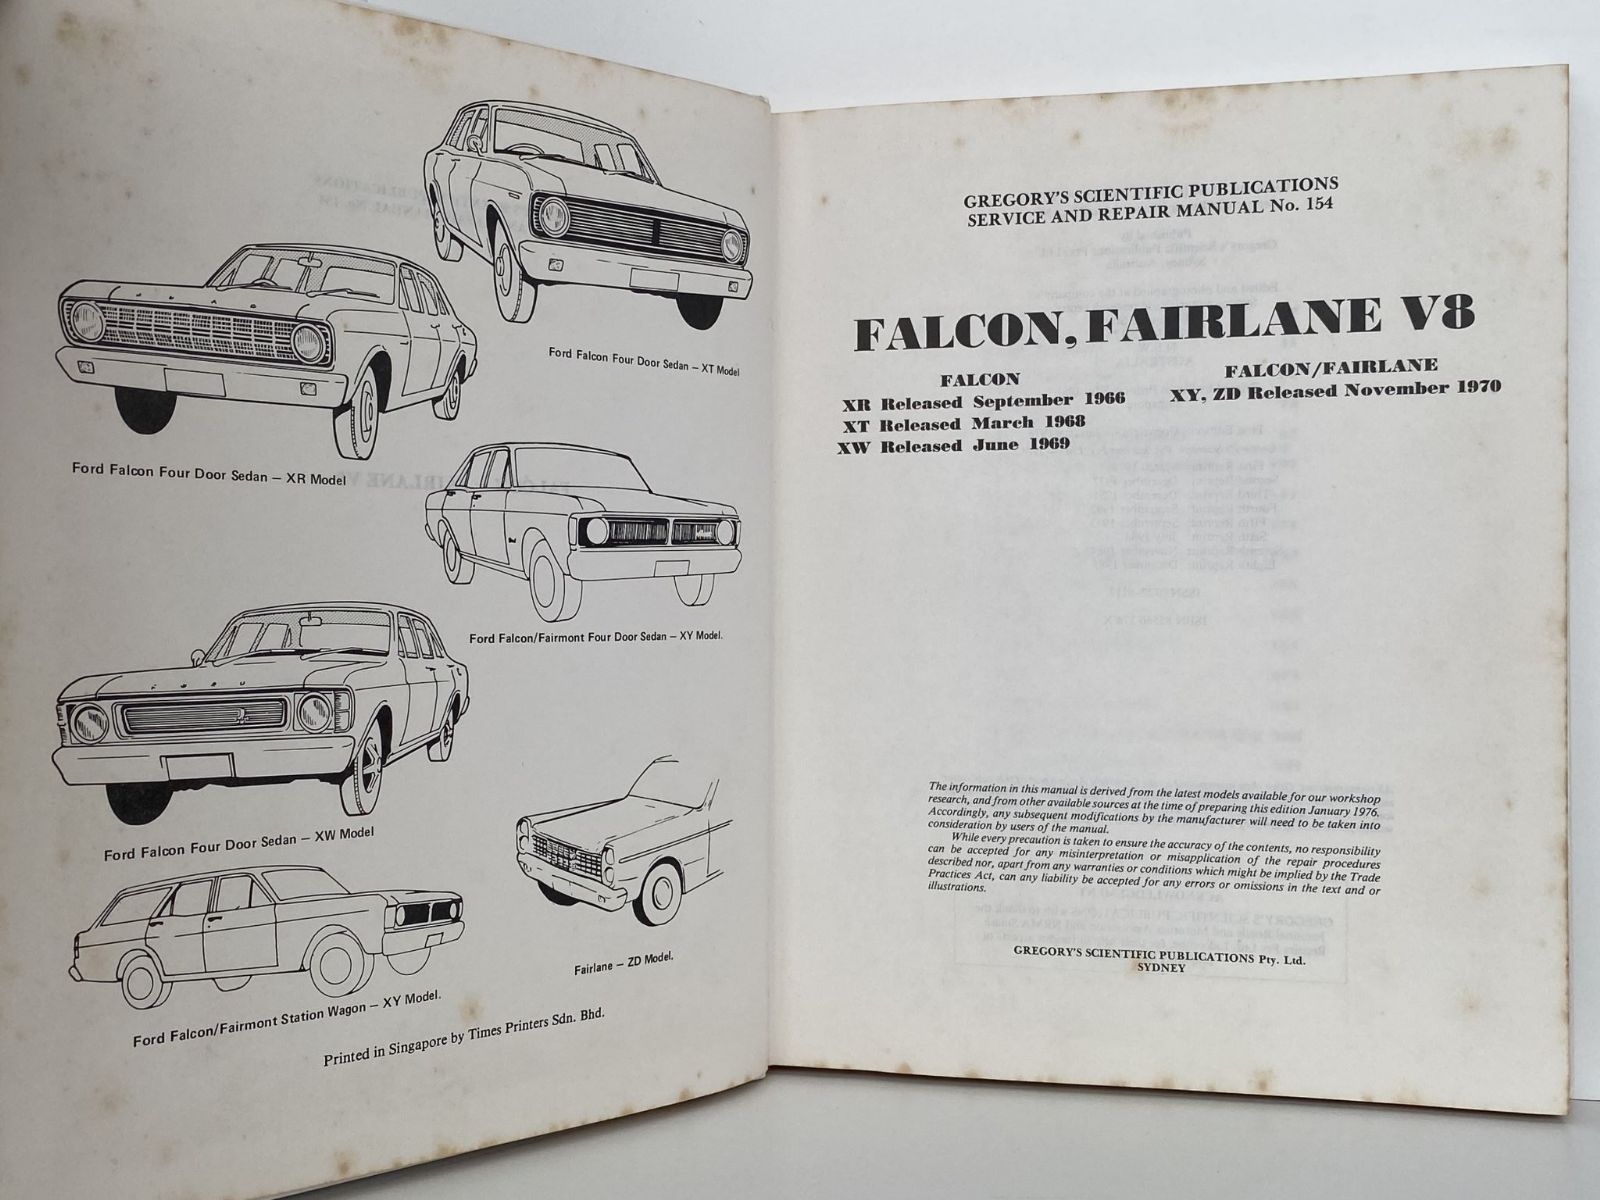 FORD
Ford Falcon Four Door Sedan – XT Model
Ford Falcon Four Door Sedan – XR Model
Ford Falcon/Fairmont Four Door Sedan – XY Model.
FORD
Ford Falcon Four Door Sedan – XW Model
Fairlane – ZD Model.
Ford Falcon/Fairmont Station Wagon – XY Model.
Printed in Singapore by Times Printers Sdn. Bhd.
GREGORY'S SCIENTIFIC PUBLICATIONS
SERVICE AND REPAIR MANUAL No. 154
FALCON, FAIRLANE V8
FALCON
XR Released September 1966
XT Released March 1968
XW Released June 1969
FALCON/FAIRLANE
XY, ZD Released November 1970
The information in this manual is derived from the latest models available for our workshop
research, and from other available sources at the time of preparing this edition January 1976.
Accordingly, any subsequent modifications by the manufacturer will need to be taken into
consideration by users of the manual.
While every precaution is taken to ensure the accuracy of the contents, no responsibility
can be accepted for any misinterpretation or misapplication of the repair procedures
described nor, apart from any warranties or conditions which might be implied by the Trade
Practices Act, can any liability be accepted for any errors or omissions in the text and or
illustrations.
GREGORY'S SCIENTIFIC PUBLICATIONS Pty. Ltd.
SYDNEY